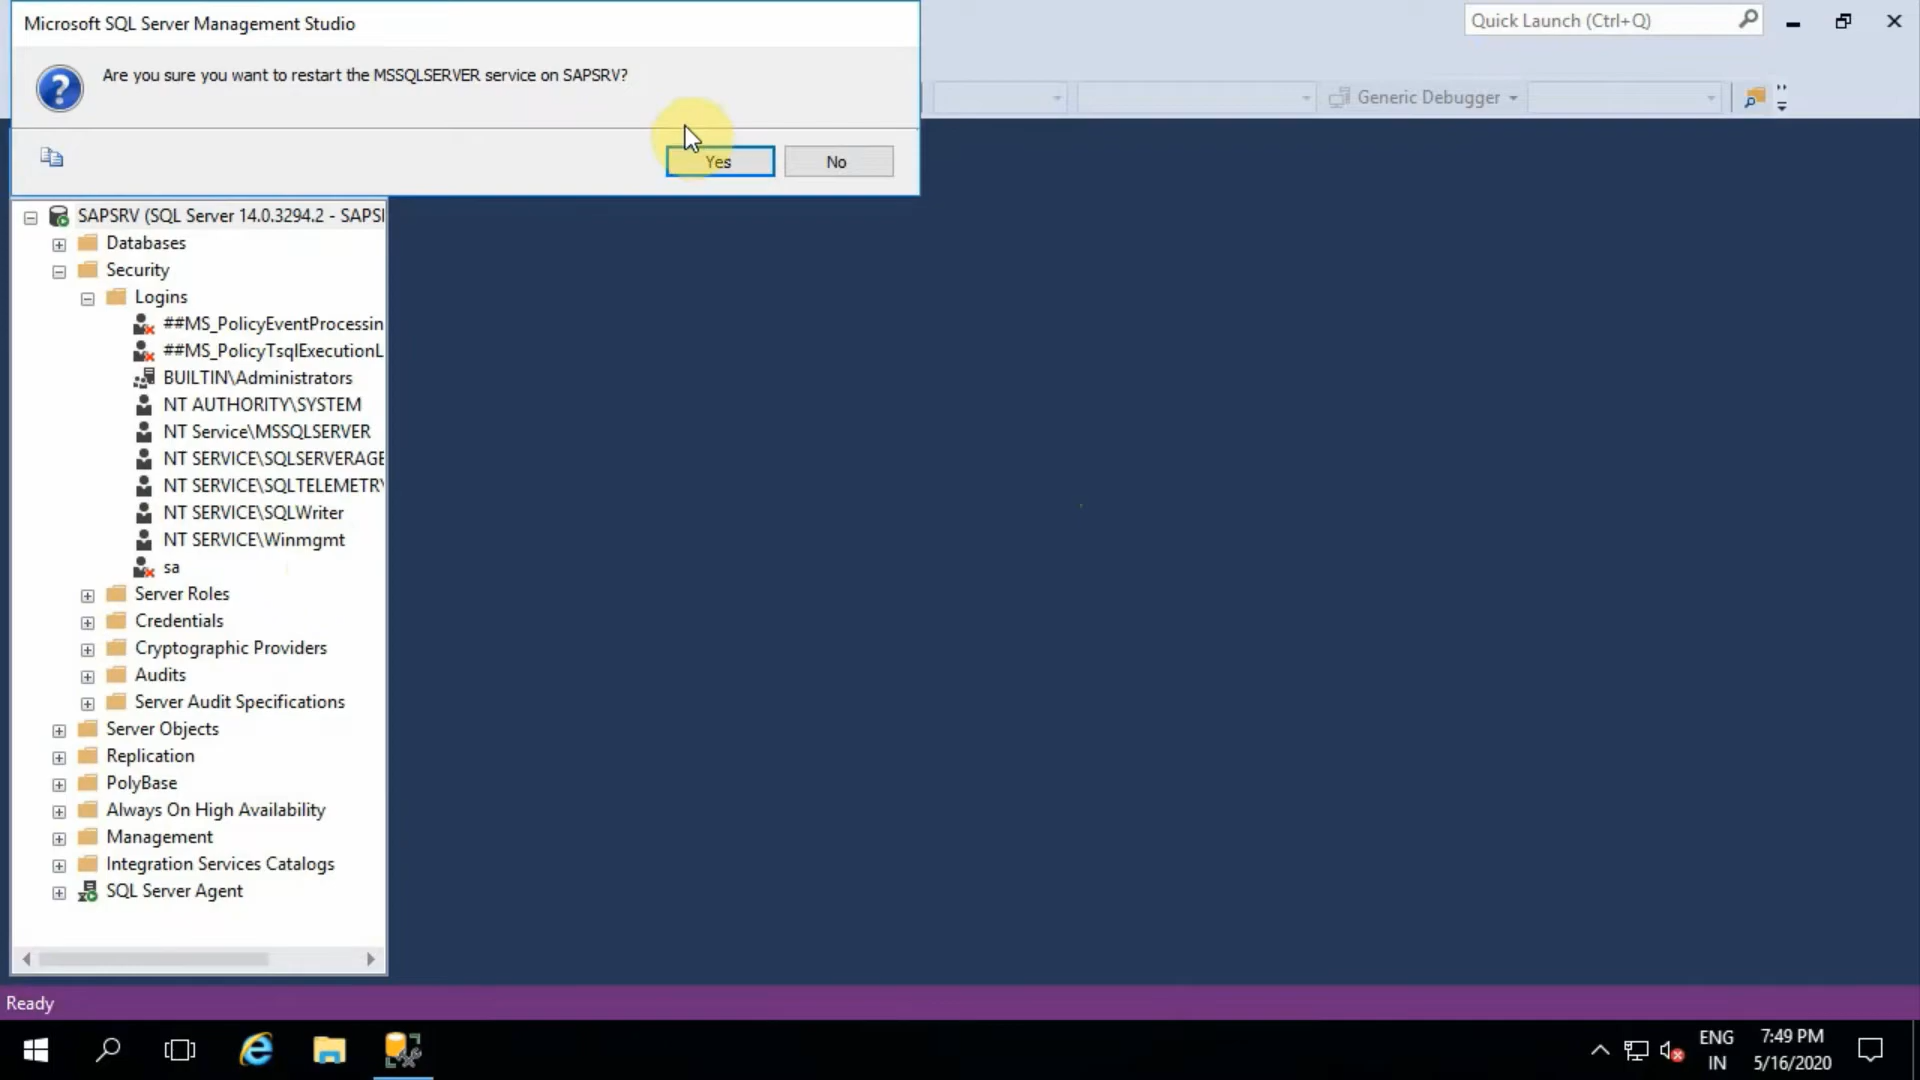 Microsoft SQL Server Management Studio
Quick Launch (Ctrl+Q)
Are you sure you want to restart the MSSQLSERVER service on SAPSRV?
Generic Debugger
Yes
No
SAPSRV (SQL Server 14.0.3294.2 - SAPSI
Databases
Security
Logins
##MS_PolicyEventProcessin
##MS_PolicyTsqlExecutionL
BUILTIN\Administrators
NT AUTHORITY\SYSTEM
NT Service\MSSQLSERVER
NT SERVICE\SQLSERVERAGE
NT SERVICE\SQLTELEMETRY
NT SERVICE\SQLWriter
NT SERVICE\Winmgmt
sa
Server Roles
Credentials
Cryptographic Providers
Audits
Server Audit Specifications
Server Objects
Replication
PolyBase
Always On High Availability
Management
Integration Services Catalogs
SQL Server Agent
Ready
ENG
IN
7:49 PM
5/16/2020